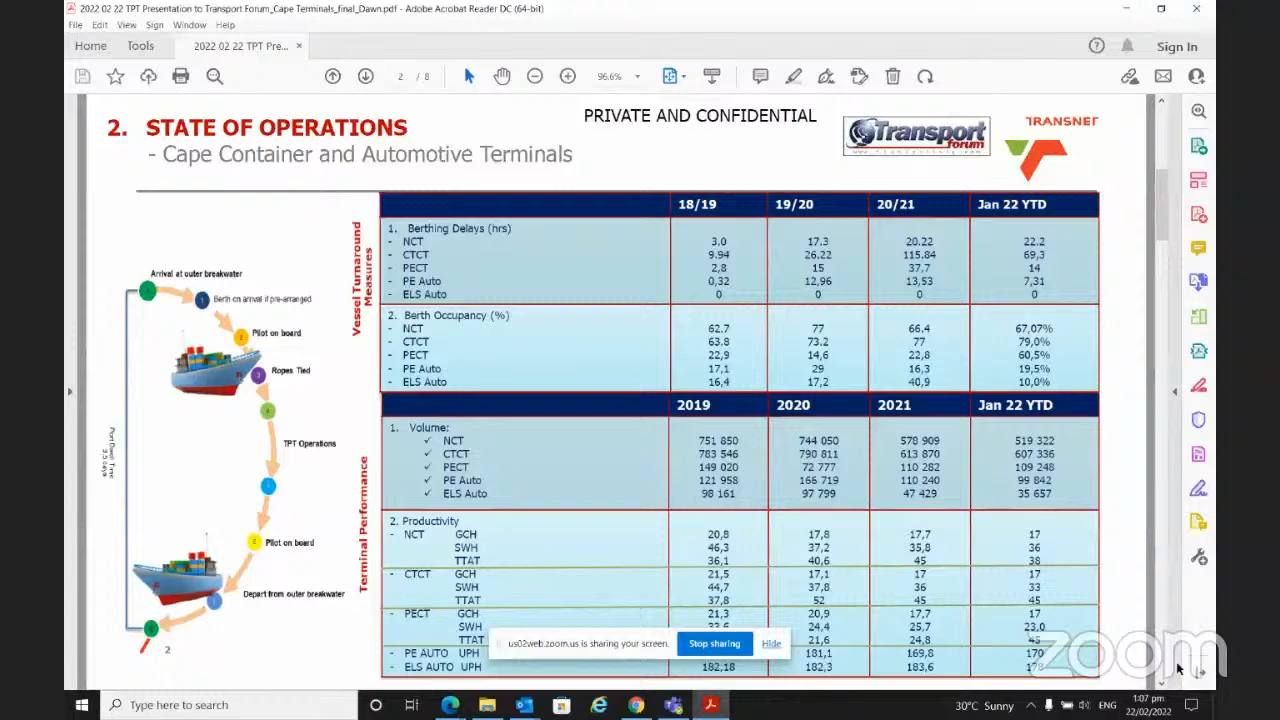 2022 02 22 TPT Presentation to Transport Forum_Cape Terminals_final_Dawn.pdf - Adobe Acrobat Reader DC (64-bit)
File Edit View Sign Window Help
Home Tools 2022 02 22 TPT Pre... × Sign In
2 / 8 96.6%
PRIVATE AND CONFIDENTIAL
2. STATE OF OPERATIONS
- Cape Container and Automotive Terminals
Transport forum
TRANSNET
18/19 19/20 20/21 Jan 22 YTD
Vessel Turnaround Measures
1. Berthing Delays (hrs)
- NCT 3.0 17.3 20.22 22.2
- CTCT 9.94 26.22 115.84 69,3
- PECT 2,8 15 37,7 14
- PE Auto 0,32 12,96 13,53 7,31
- ELS Auto 0 0 0 0
2. Berth Occupancy (%)
- NCT 62.7 77 66.4 67,07%
- CTCT 63.8 73.2 77 79,0%
- PECT 22,9 14,6 22,8 60,5%
- PE Auto 17,1 29 16,3 19,5%
- ELS Auto 16,4 17,2 40,9 10,0%
2019 2020 2021 Jan 22 YTD
Terminal Performance
1. Volume:
✓ NCT 751 850 744 050 578 909 519 322
✓ CTCT 783 546 790 811 613 870 607 336
✓ PECT 149 020 72 777 110 282 109 248
✓ PE Auto 121 958 166 719 110 240 99 842
✓ ELS Auto 98 161 97 799 47 429 35 657
2. Productivity
- NCT GCH 20,8 17,8 17,7 17
SWH 46,3 37,2 35,8 36
TTAT 36,1 40,6 45 38
- CTCT GCH 21,5 17,1 17 17
SWH 44,7 37,8 36 33
TTAT 37,8 52 45 45
- PECT GCH 21,3 20,9 17,7 17
SWH 24,4 25,7 23,0
TTAT 21,6 24,8 45
- PE AUTO UPH 181,1 169,8 170
- ELS AUTO UPH 182,18 182,3 183,6
Arrival at outer breakwater
1 Berth on arrival if pre-arranged
2 Pilot on board
3 Ropes Tied
TPT Operations
Pilot on board
Depart from outer breakwater
Port Dwell Time
3.5 days
2
us02web.zoom.us is sharing your screen. Stop sharing Hide
zoom
Type here to search
30°C Sunny ENG 1:07 pm
22/02/2022